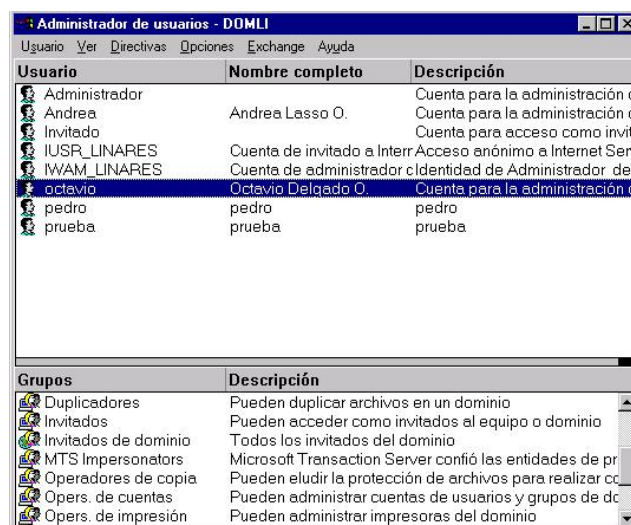 Administrador de usuarios - DOMLI
Usuario Ver Directivas Opciones Exchange Ayuda
Usuario Nombre completo Descripción
Administrador Cuenta para la administración
Andrea Andrea Lasso O. Cuenta para la administración
Invitado Cuenta para acceso como invit
IUSR_LINARES Cuenta de invitado a Interr Acceso anónimo a Internet Ser
IWAM_LINARES Cuenta de administrador c Identidad de Administrador de
octavio Octavio Delgado O. Cuenta para la administración
pedro pedro pedro
prueba prueba prueba
Grupos Descripción
Duplicadores Pueden duplicar archivos en un dominio
Invitados Pueden acceder como invitados al equipo o dominio
Invitados de dominio Todos los invitados del dominio
MTS Impersonators Microsoft Transaction Server confió las entidades de pr
Operadores de copia Pueden eludir la protección de archivos para realizar co
Opers. de cuentas Pueden administrar cuentas de usuarios y grupos de do
Opers. de impresión Pueden administrar impresoras del dominio